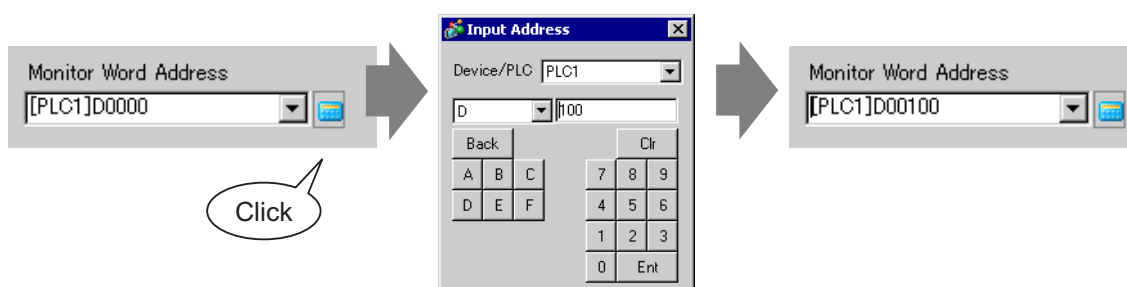 Monitor Word Address
[PLC1]D0000
Click
Input Address
Device/PLC PLC1
D 100
Back Clr
A B C 7 8 9
D E F 4 5 6
1 2 3
0 Ent
Monitor Word Address
[PLC1]D00100